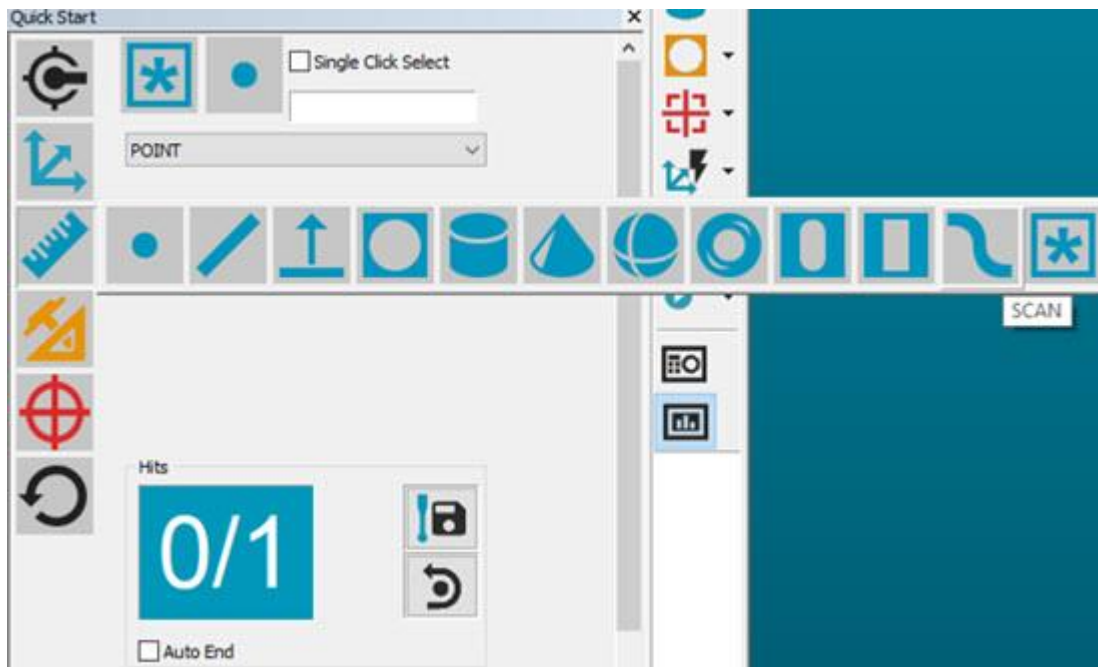 Quick Start
Single Click Select
POINT
SCAN
Hits
0/1
Auto End